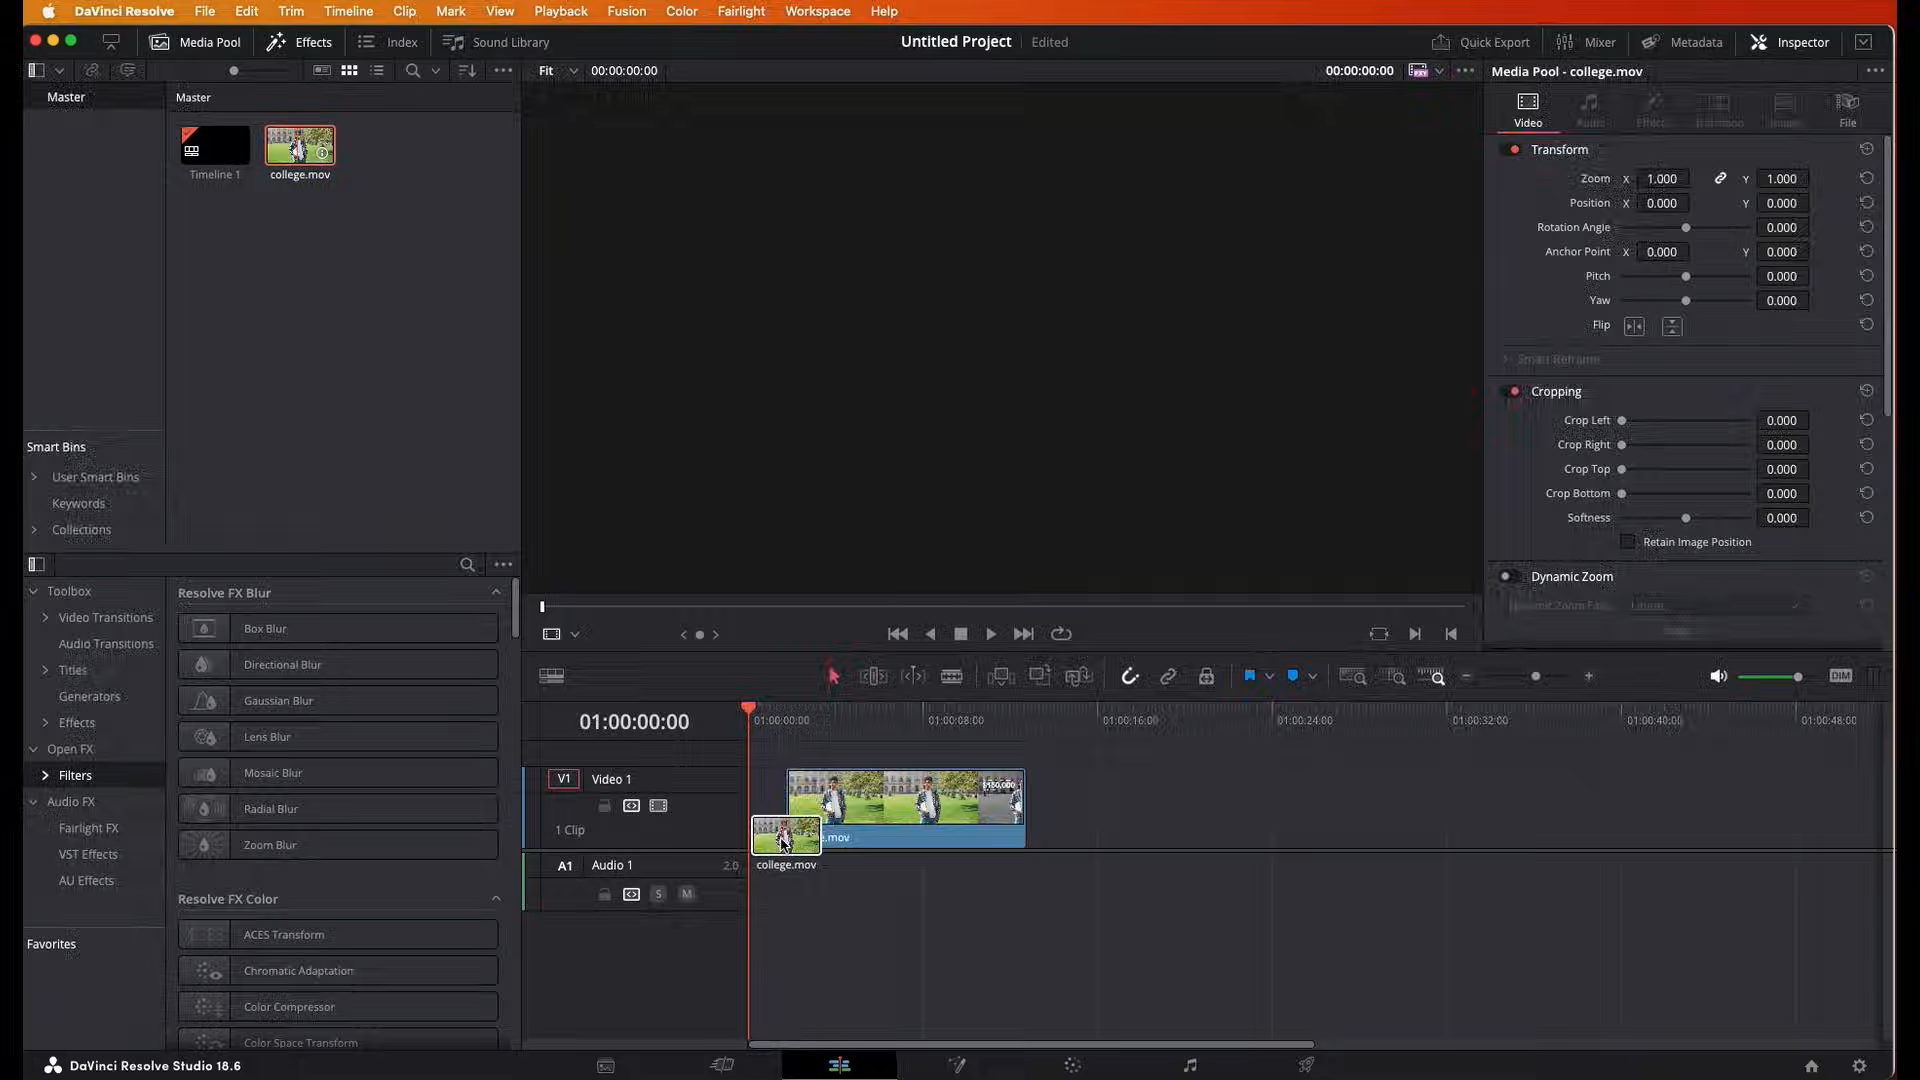 DaVinci Resolve File Edit Trim Timeline Clip Mark View Playback Fusion Color Fairlight Workspace Help
Media Pool Effects Index Sound Library Untitled Project Edited Quick Export Mixer Metadata Inspector
Fit 00:00:00:00 00:00:00:00 Media Pool - college.mov
Master Master
Video Audio Effects Transition Image File
Timeline 1 college.mov
Transform
Zoom X 1.000 Y 1.000
Position X 0.000 Y 0.000
Rotation Angle 0.000
Anchor Point X 0.000 Y 0.000
Pitch 0.000
Yaw 0.000
Flip
Smart Reframe
Cropping
Crop Left 0.000
Crop Right 0.000
Crop Top 0.000
Crop Bottom 0.000
Softness 0.000
Retain Image Position
Dynamic Zoom
Smart Bins
User Smart Bins
Keywords
Collections
Toolbox
Video Transitions
Audio Transitions
Titles
Generators
Effects
Open FX
Filters
Audio FX
Fairlight FX
VST Effects
AU Effects
Favorites
Resolve FX Blur
Box Blur
Directional Blur
Gaussian Blur
Lens Blur
Mosaic Blur
Radial Blur
Zoom Blur
Resolve FX Color
ACES Transform
Chromatic Adaptation
Color Compressor
Color Space Transform
DIM
01:00:00:00 01:00:00:00 01:00:08:00 01:00:16:00 01:00:24:00 01:00:32:00 01:00:40:00 01:00:48:00
V1 Video 1
$150,000
1 Clip
.mov
college.mov
A1 Audio 1 2.0
S M
DaVinci Resolve Studio 18.6